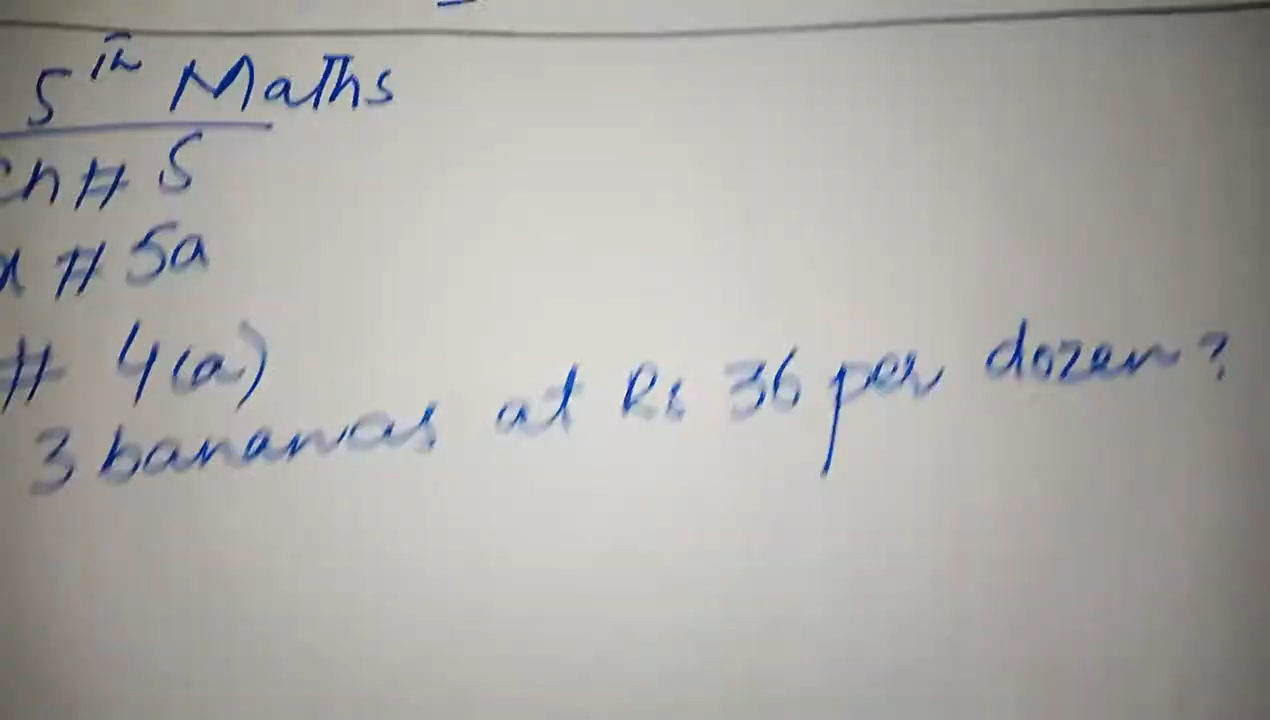 5th Maths
ch # 5
x # 5a
# 4(a)
3 bananas at Rs 36 per dozen?